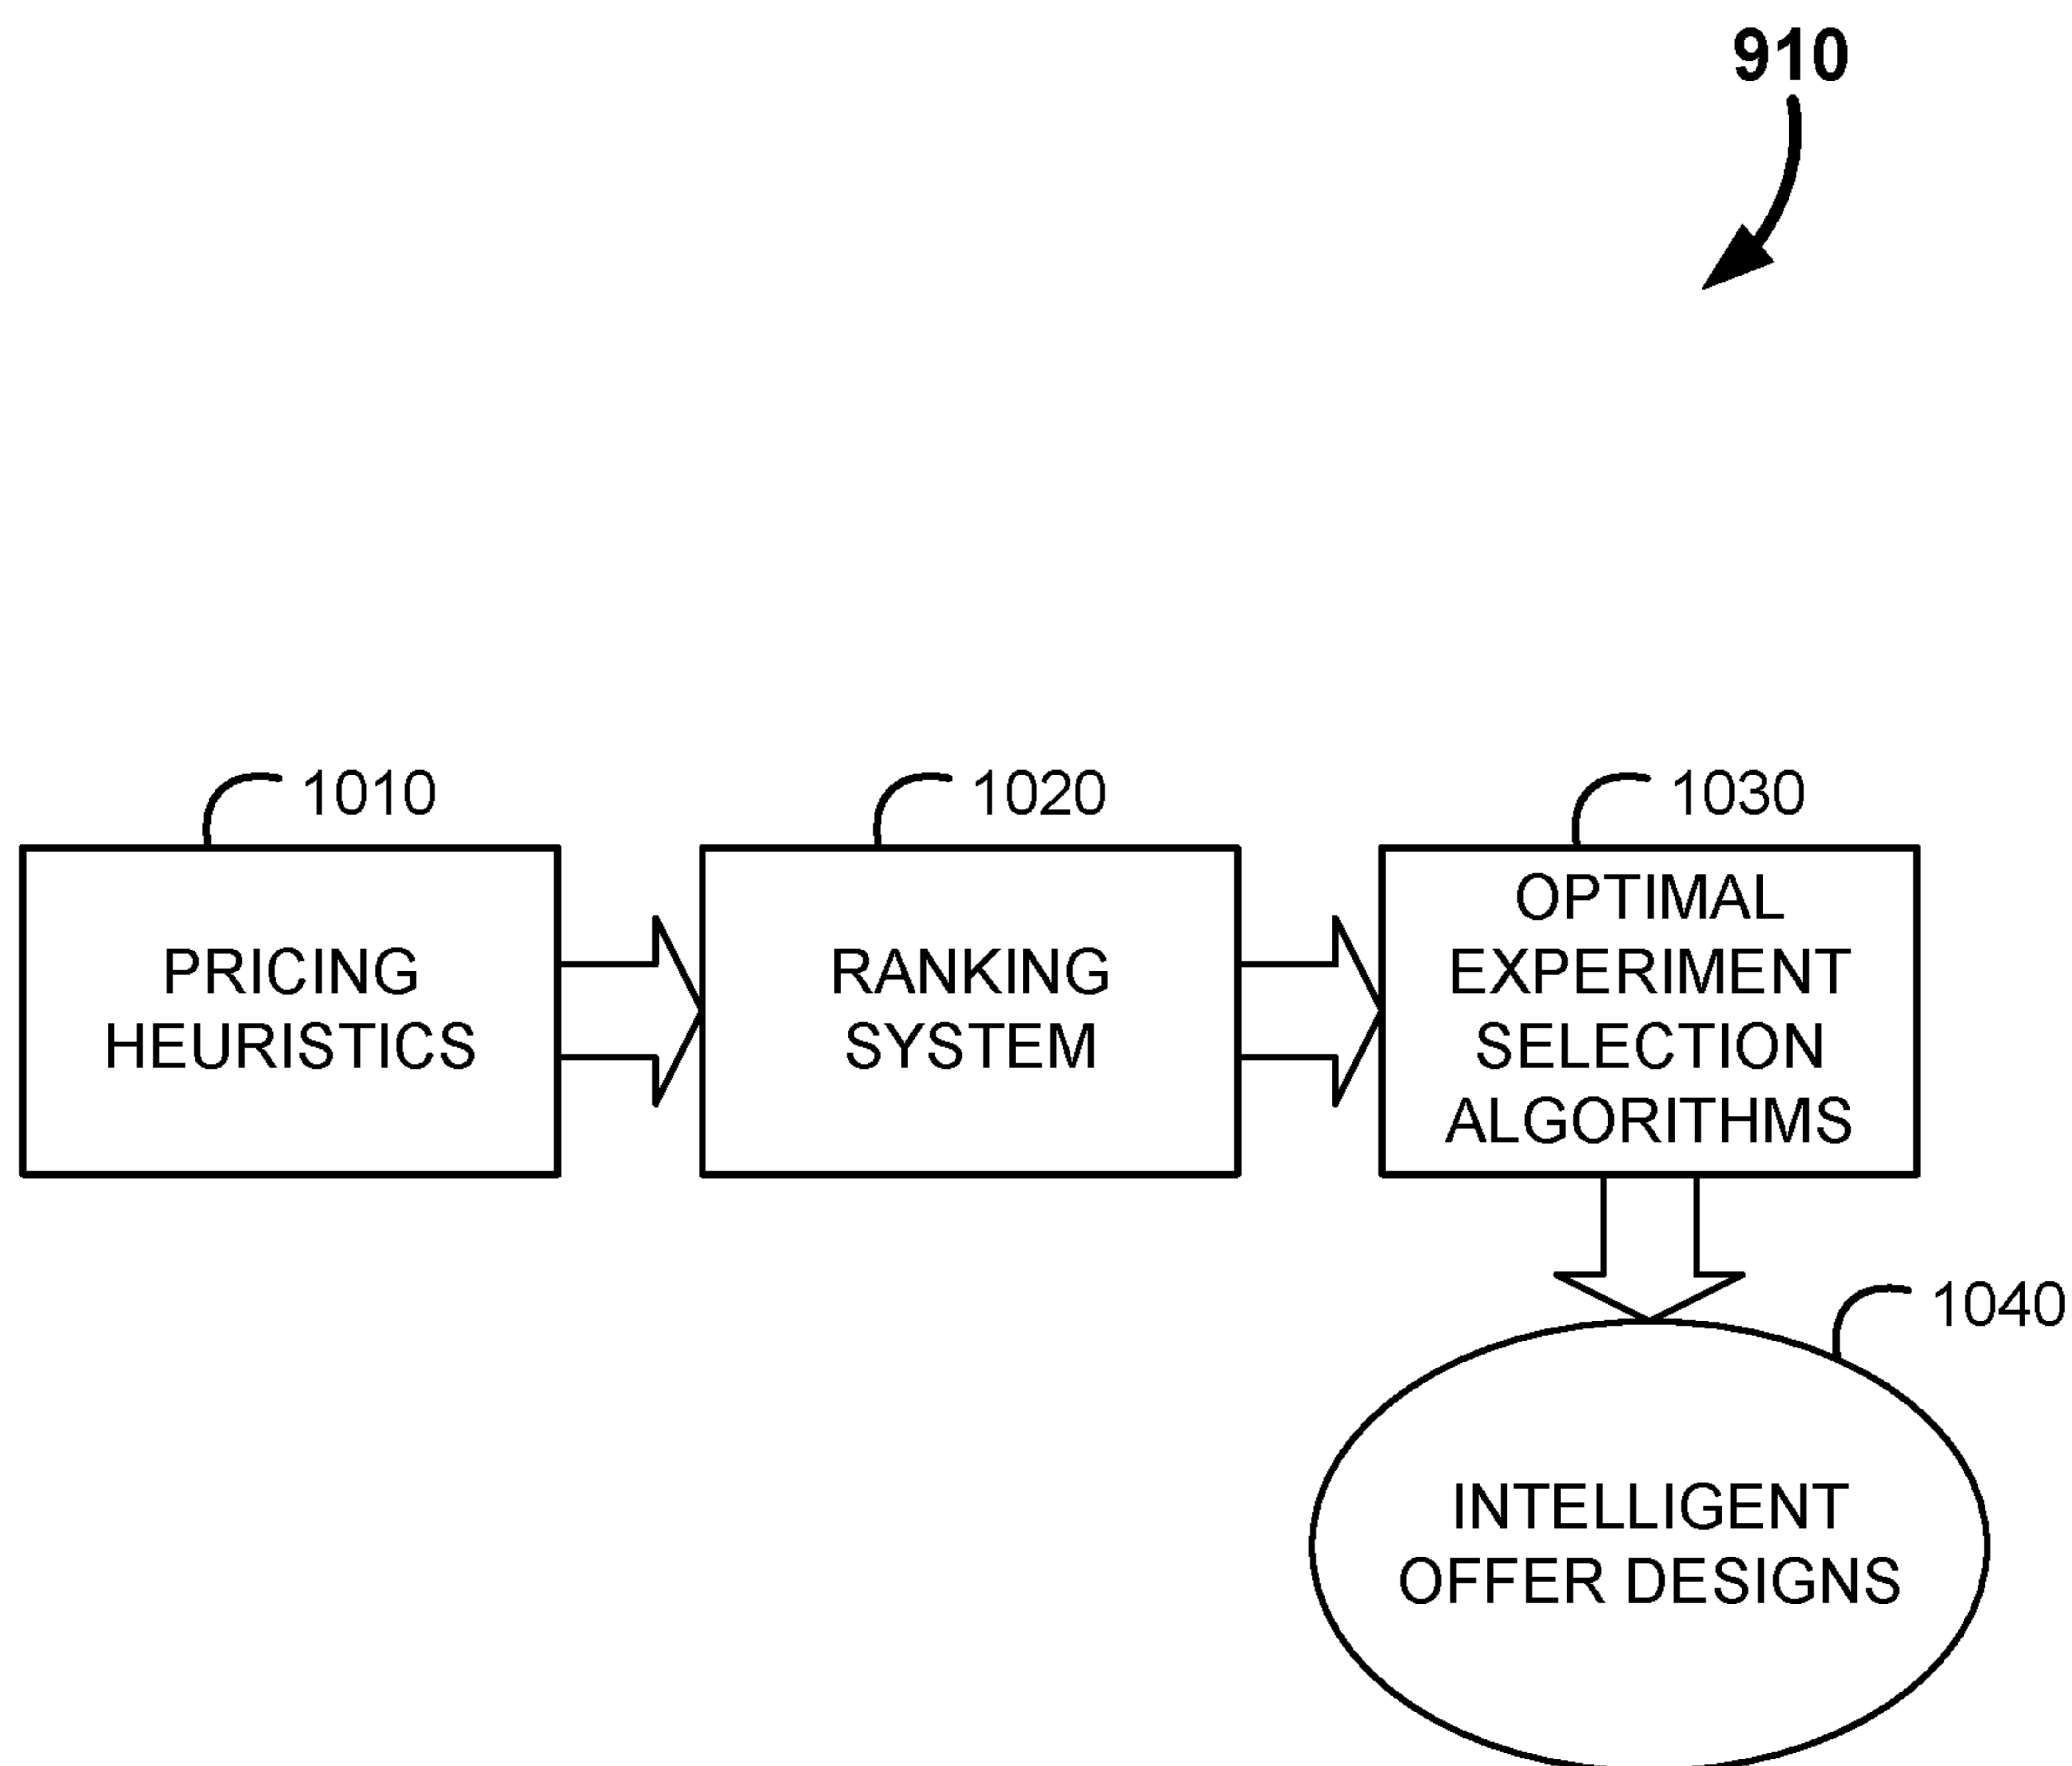 910
1010
1020
1030
PRICING
HEURISTICS
RANKING
SYSTEM
OPTIMAL
EXPERIMENT
SELECTION
ALGORITHMS
1040
INTELLIGENT
OFFER DESIGNS